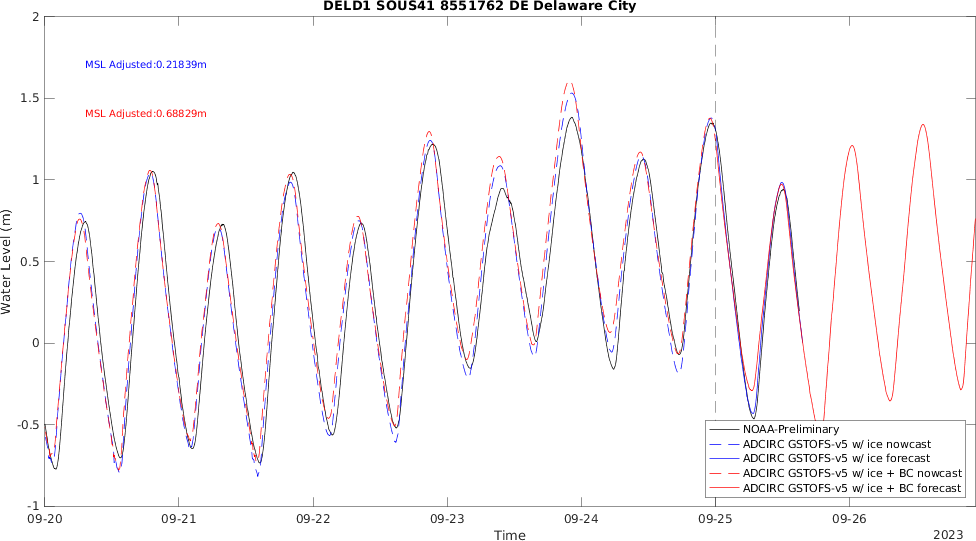 DELD1 SOUS41 8551762 DE Delaware City
2
1.5
1
0.5
0
-0.5
-1
Water Level (m)
MSL Adjusted:0.21839m
MSL Adjusted:0.68829m
NOAA-Preliminary
ADCIRC GSTOFS-v5 w/ ice nowcast
ADCIRC GSTOFS-v5 w/ ice forecast
ADCIRC GSTOFS-v5 w/ ice + BC nowcast
ADCIRC GSTOFS-v5 w/ ice + BC forecast
09-20 09-21 09-22 09-23 09-24 09-25 09-26
Time
2023